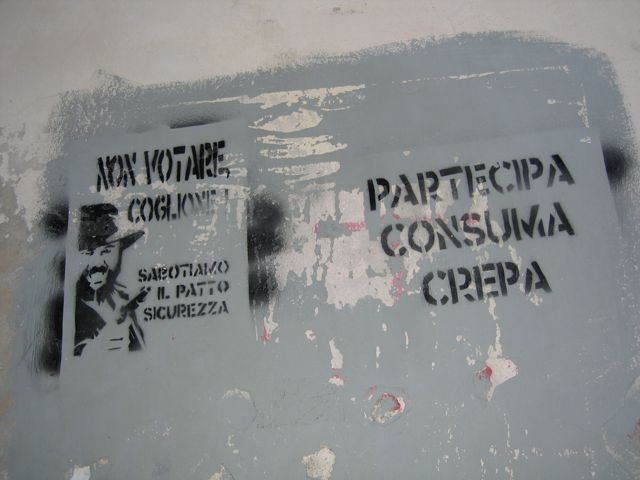 NON VOTARE,
COGLIONE!
SABOTIAMO
IL PATTO
SICUREZZA
PARTECIPA
CONSUMA
CREPA